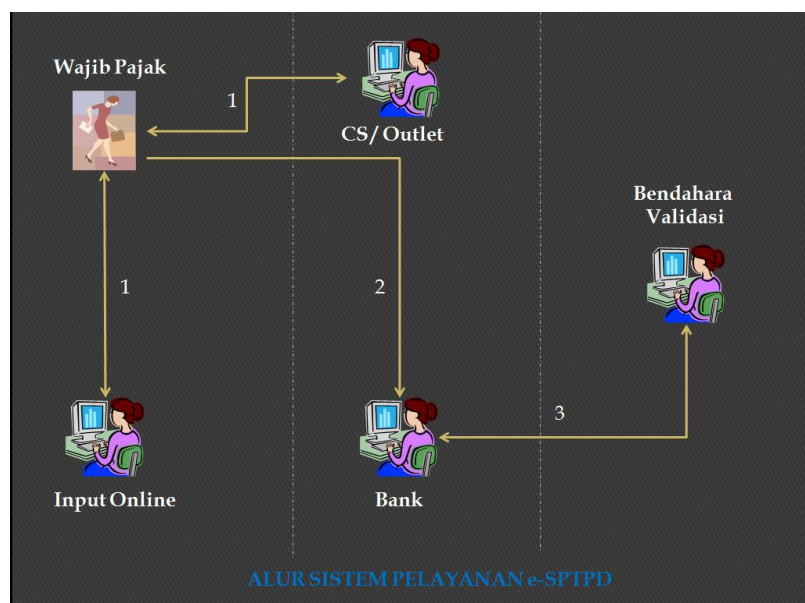 Wajib Pajak
1
CS/ Outlet
Bendahara
Validasi
1
2
3
Input Online
Bank
ALUR SISTEM PELAYANAN e-SPTPD